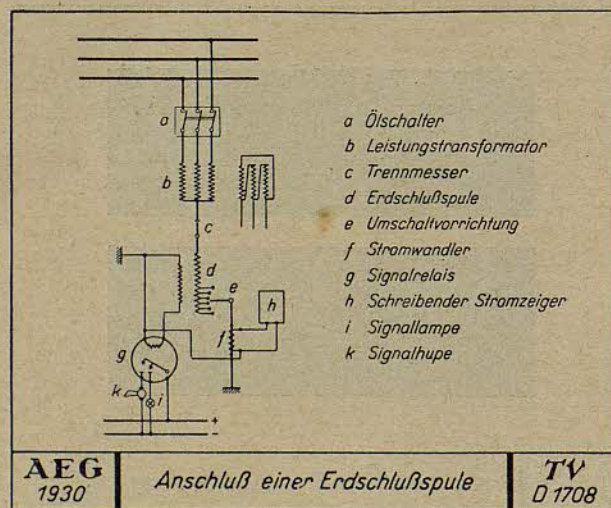 a
b
c
d
e
f
g
h
i
k
+
−
a Ölschalter
b Leistungstransformator
c Trennmesser
d Erdschlußspule
e Umschaltvorrichtung
f Stromwandler
g Signalrelais
h Schreibender Stromzeiger
i Signallampe
k Signalhupe
AEG
1930
Anschluß einer Erdschlußspule
TV
D 1708